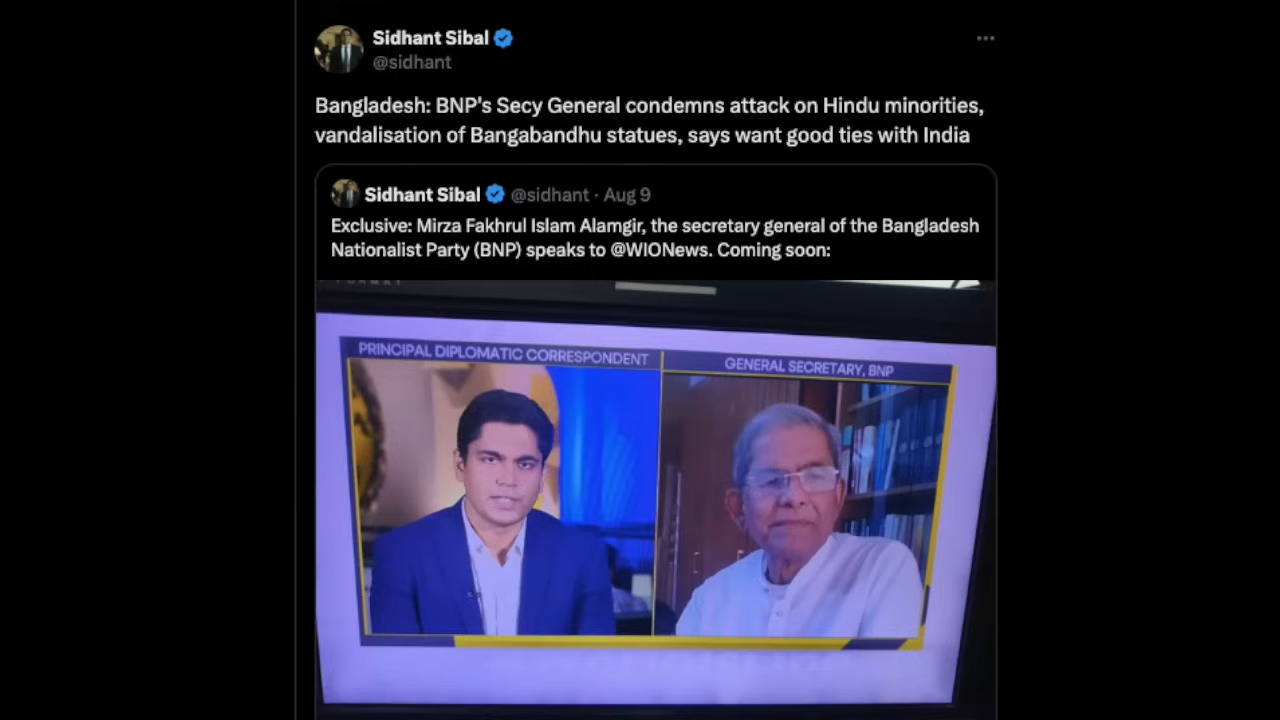 Sidhant Sibal
@sidhant
Bangladesh: BNP's Secy General condemns attack on Hindu minorities,
vandalisation of Bangabandhu statues, says want good ties with India
Sidhant Sibal @sidhant · Aug 9
Exclusive: Mirza Fakhrul Islam Alamgir, the secretary general of the Bangladesh
Nationalist Party (BNP) speaks to @WIONews. Coming soon:
PRINCIPAL DIPLOMATIC CORRESPONDENT
GENERAL SECRETARY, BNP